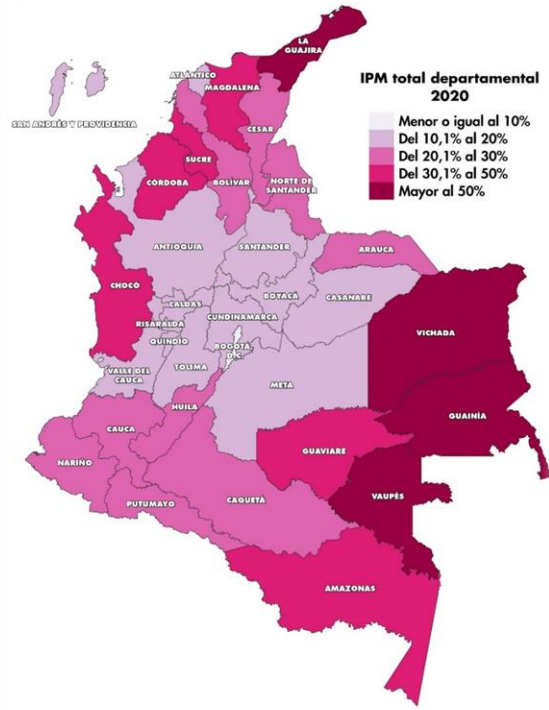 LA
GUAJIRA
ATLÁNTICO
MAGDALENA
IPM total departamental
2020
Menor o igual al 10%
Del 10,1% al 20%
Del 20,1% al 30%
Del 30,1% al 50%
Mayor al 50%
SAN ANDRÉS Y PROVIDENCIA
CESAR
SUCRE
CÓRDOBA
BOLÍVAR
NORTE DE
SANTANDER
ANTIOQUIA
SANTANDER
ARAUCA
CHOCÓ
BOYACÁ
CASANARE
CALDAS
CUNDINAMARCA
RISARALDA
QUINDÍO
BOGOTÁ
D.C.
VICHADA
VALLE DEL
CAUCA
TOLIMA
META
HUILA
GUAINÍA
CAUCA
GUAVIARE
NARIÑO
VAUPÉS
CAQUETÁ
PUTUMAYO
AMAZONAS